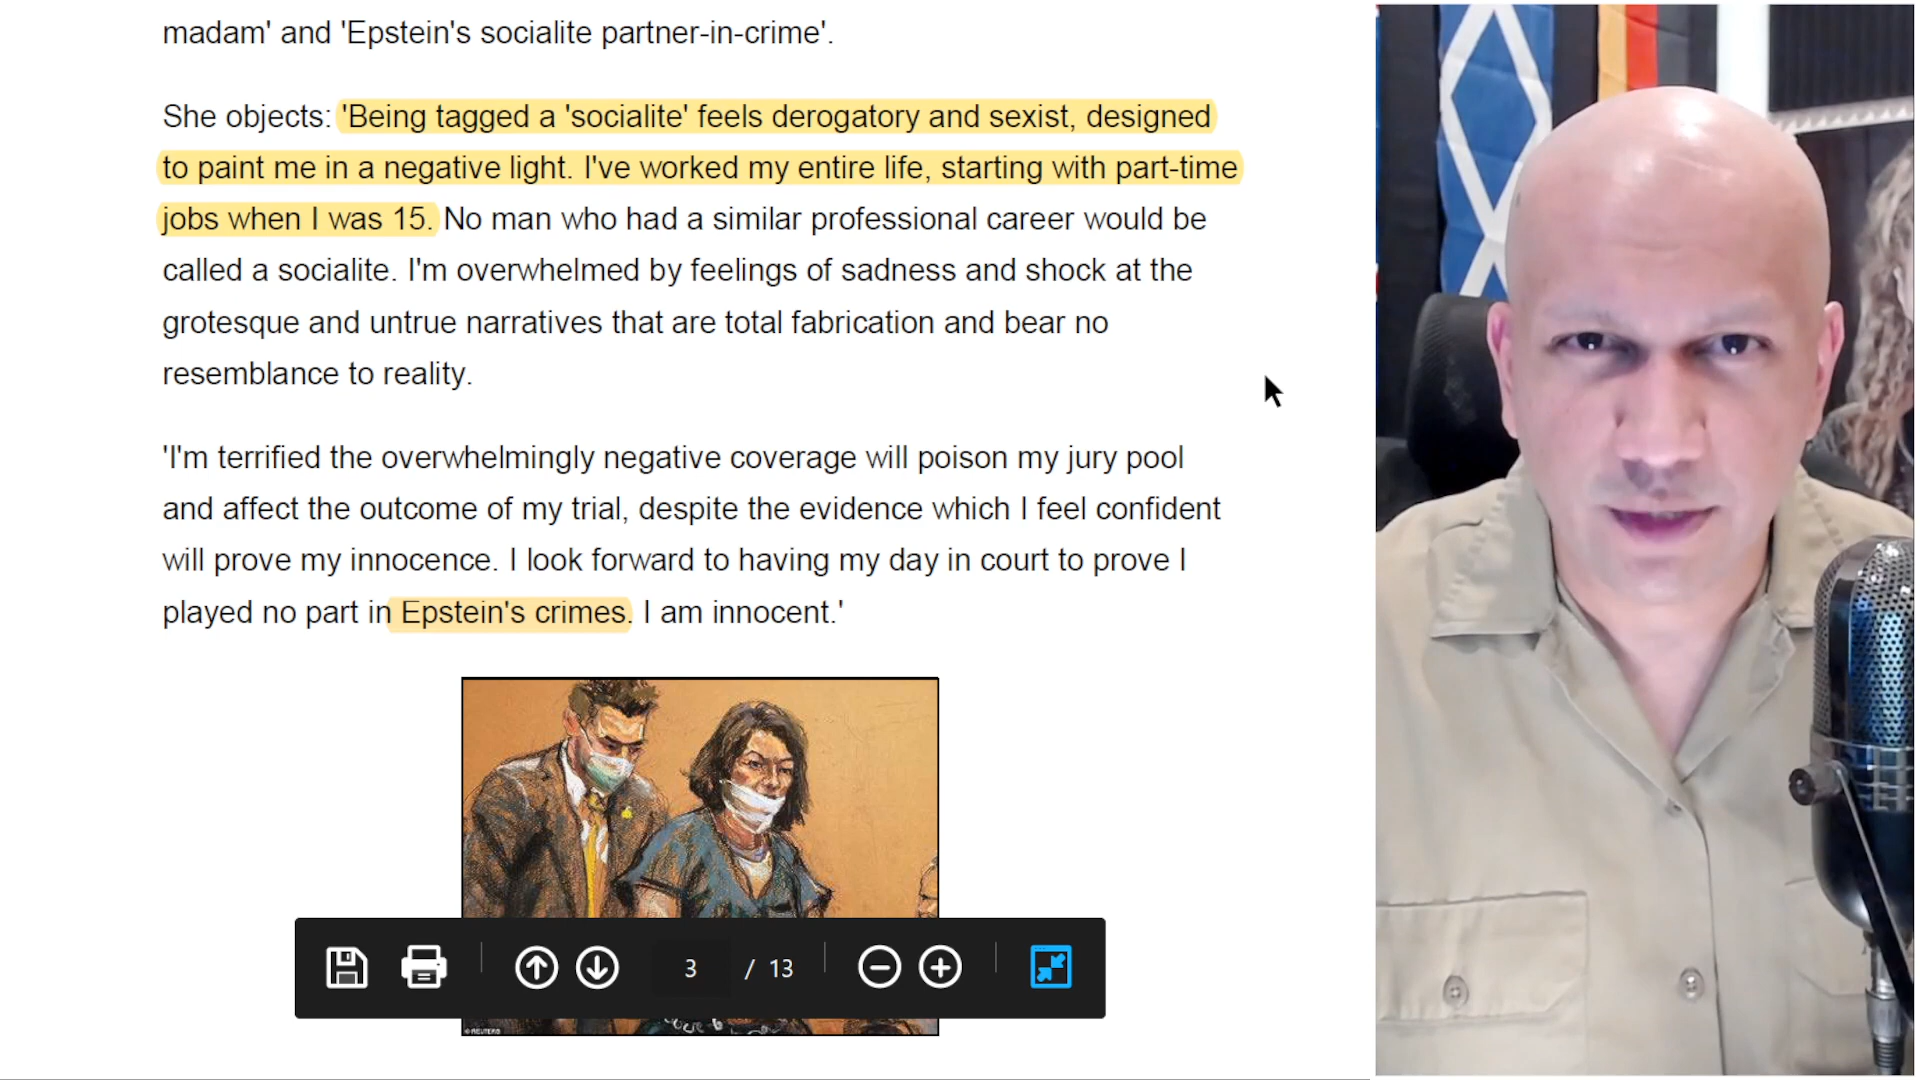 madam' and 'Epstein's socialite partner-in-crime'.
She objects: 'Being tagged a 'socialite' feels derogatory and sexist, designed
to paint me in a negative light. I've worked my entire life, starting with part-time
jobs when I was 15. No man who had a similar professional career would be
called a socialite. I'm overwhelmed by feelings of sadness and shock at the
grotesque and untrue narratives that are total fabrication and bear no
resemblance to reality.
'I'm terrified the overwhelmingly negative coverage will poison my jury pool
and affect the outcome of my trial, despite the evidence which I feel confident
will prove my innocence. I look forward to having my day in court to prove I
played no part in Epstein's crimes. I am innocent.'
3 / 13
© REUTERS